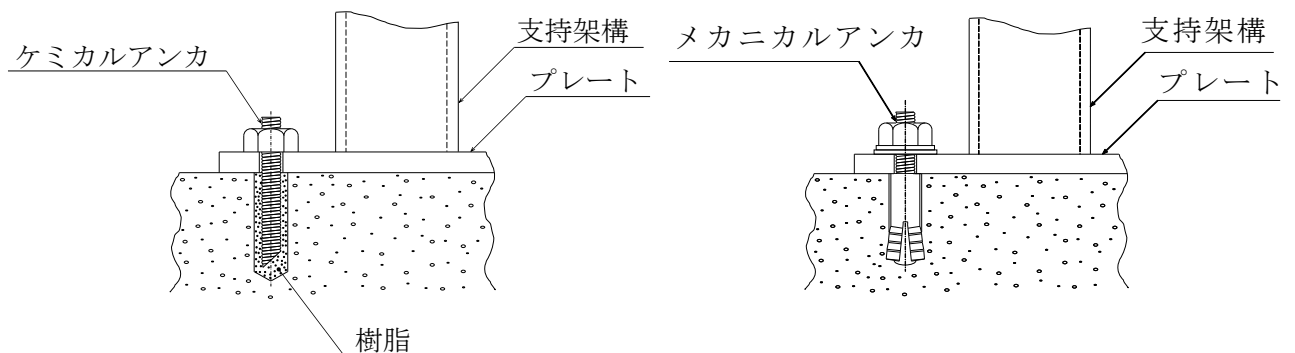 ケミカルアンカ
支持架構
プレート
樹脂
メカニカルアンカ
支持架構
プレート